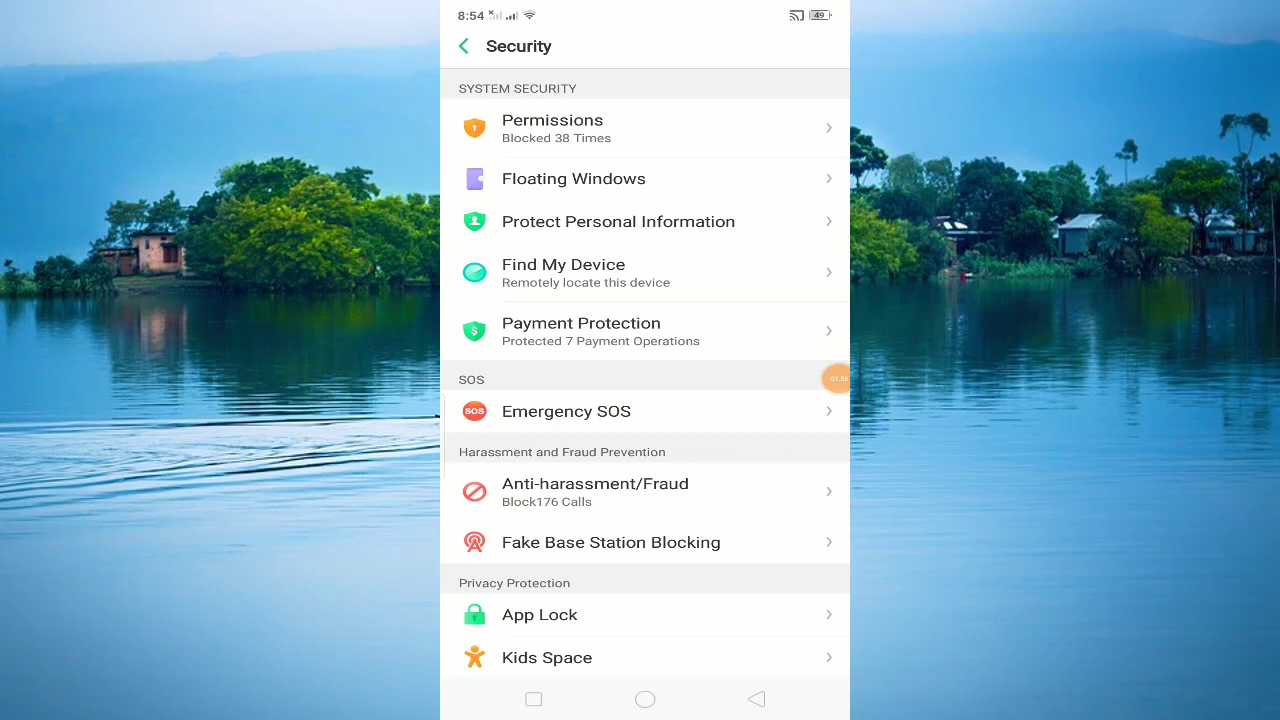 8:54
49
Security
SYSTEM SECURITY
Permissions
Blocked 38 Times
Floating Windows
Protect Personal Information
Find My Device
Remotely locate this device
$
Payment Protection
Protected 7 Payment Operations
SOS
01:56
SOS
Emergency SOS
Harassment and Fraud Prevention
Anti-harassment/Fraud
Block176 Calls
Fake Base Station Blocking
Privacy Protection
App Lock
Kids Space